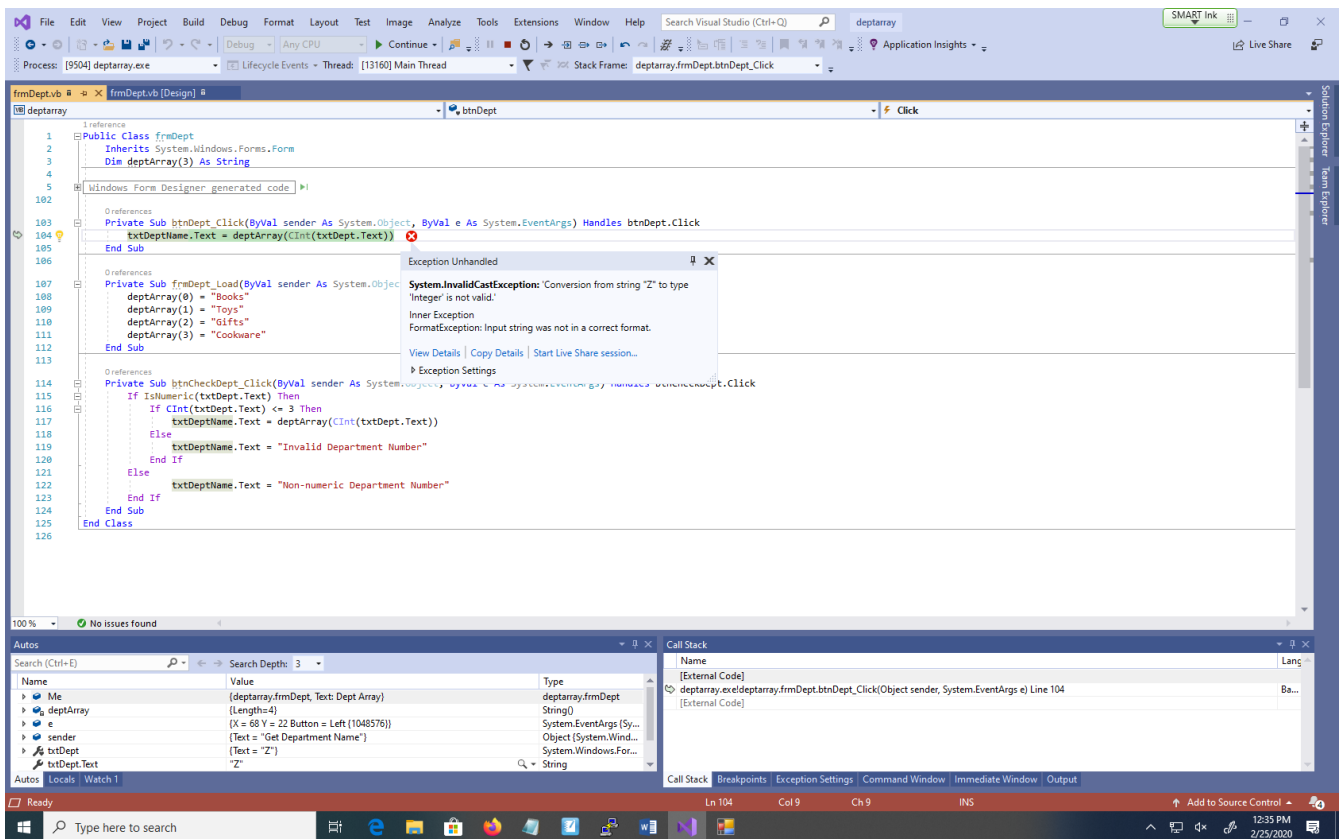 File Edit View Project Build Debug Format Layout Test Image Analyze Tools Extensions Window Help Search Visual Studio (Ctrl+Q) deptarray SMART Ink
Debug Any CPU Continue Application Insights Live Share
Process: [9504] deptarray.exe Lifecycle Events Thread: [13160] Main Thread Stack Frame: deptarray.frmDept.btnDept_Click
frmDept.vb frmDept.vb [Design]
VB deptarray btnDept Click
Solution Explorer
Team Explorer
1 reference
1 Public Class frmDept
2 Inherits System.Windows.Forms.Form
3 Dim deptArray(3) As String
4
5 Windows Form Designer generated code
102
0 references
103 Private Sub btnDept_Click(ByVal sender As System.Object, ByVal e As System.EventArgs) Handles btnDept.Click
104 txtDeptName.Text = deptArray(CInt(txtDept.Text))
105 End Sub
106
0 references
107 Private Sub frmDept_Load(ByVal sender As System.Objec
108 deptArray(0) = "Books"
109 deptArray(1) = "Toys"
110 deptArray(2) = "Gifts"
111 deptArray(3) = "Cookware"
112 End Sub
113
Exception Unhandled
System.InvalidCastException: 'Conversion from string "Z" to type
'Integer' is not valid.'
Inner Exception
FormatException: Input string was not in a correct format.
View Details | Copy Details | Start Live Share session...
Exception Settings
0 references
114 Private Sub btnCheckDept_Click(ByVal sender As System.Object, ByVal e As System.EventArgs) Handles btnCheckDept.Click
115 If IsNumeric(txtDept.Text) Then
116 If CInt(txtDept.Text) <= 3 Then
117 txtDeptName.Text = deptArray(CInt(txtDept.Text))
118 Else
119 txtDeptName.Text = "Invalid Department Number"
120 End If
121 Else
122 txtDeptName.Text = "Non-numeric Department Number"
123 End If
124 End Sub
125 End Class
126
100 % No issues found
Autos
Search (Ctrl+E) Search Depth: 3
Name Value Type
Me {deptarray.frmDept, Text: Dept Array} deptarray.frmDept
deptArray {Length=4} String()
e {X = 68 Y = 22 Button = Left {1048576}} System.EventArgs {Sy...
sender {Text = "Get Department Name"} Object {System.Wind...
txtDept {Text = "Z"} System.Windows.For...
txtDept.Text "Z" String
Autos Locals Watch 1
Call Stack
Name Lang
[External Code]
deptarray.exe!deptarray.frmDept.btnDept_Click(Object sender, System.EventArgs e) Line 104 Ba...
[External Code]
Call Stack Breakpoints Exception Settings Command Window Immediate Window Output
Ready Ln 104 Col 9 Ch 9 INS Add to Source Control
Type here to search
12:35 PM
2/25/2020